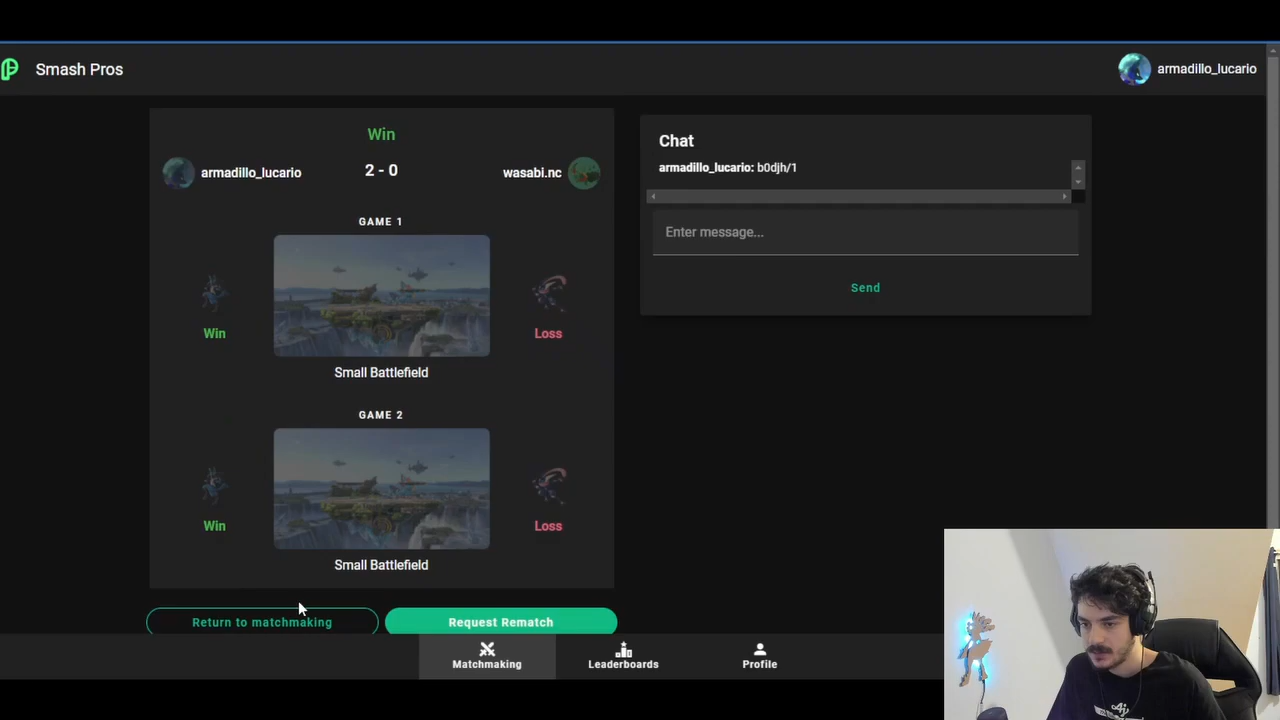 Smash Pros
armadillo_lucario
Win
armadillo_lucario
2 - 0
wasabi.nc
GAME 1
Win
Loss
Small Battlefield
GAME 2
Win
Loss
Small Battlefield
Return to matchmaking
Request Rematch
Chat
armadillo_lucario: b0djh/1
Enter message...
Send
Matchmaking
Leaderboards
Profile